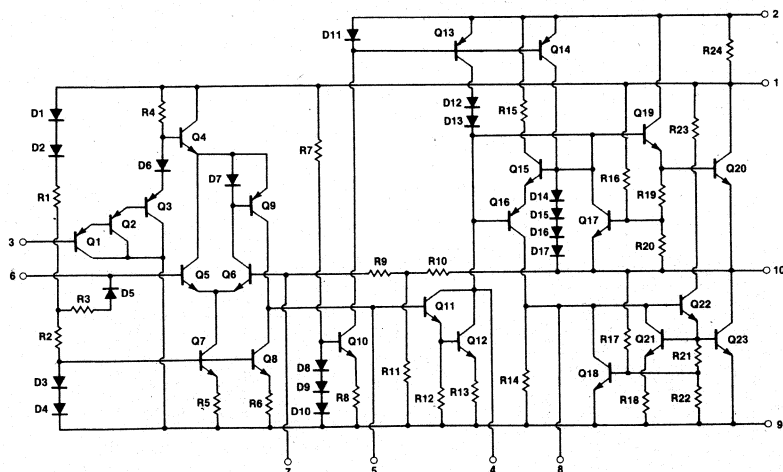 D11 Q13 Q14 2
R24
1
D1 R4 Q4 D12 R15 Q19 R23
D2 R7 D13
D6 D7 Q15 R16 Q20
R1 Q3 Q9 D14 R19
Q2 Q16 D15 Q17
3 Q1 D16 R20
D17
6 Q5 Q6 R9 R10 10
D5
R3 Q11 Q22
R2 Q7 Q8 Q10 Q12 R17 Q21 Q23
D3 D8 R11 R14 R21
D9 R13 Q18
D4 R5 R6 D10 R8 R12 R18 R22
9
7 5 4 8